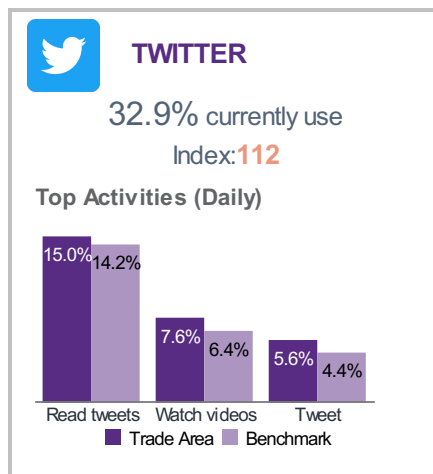 TWITTER
32.9% currently use
Index:112
Top Activities (Daily)
15.0% 14.2% 7.6% 6.4% 5.6% 4.4%
Read tweets Watch videos Tweet
Trade Area Benchmark